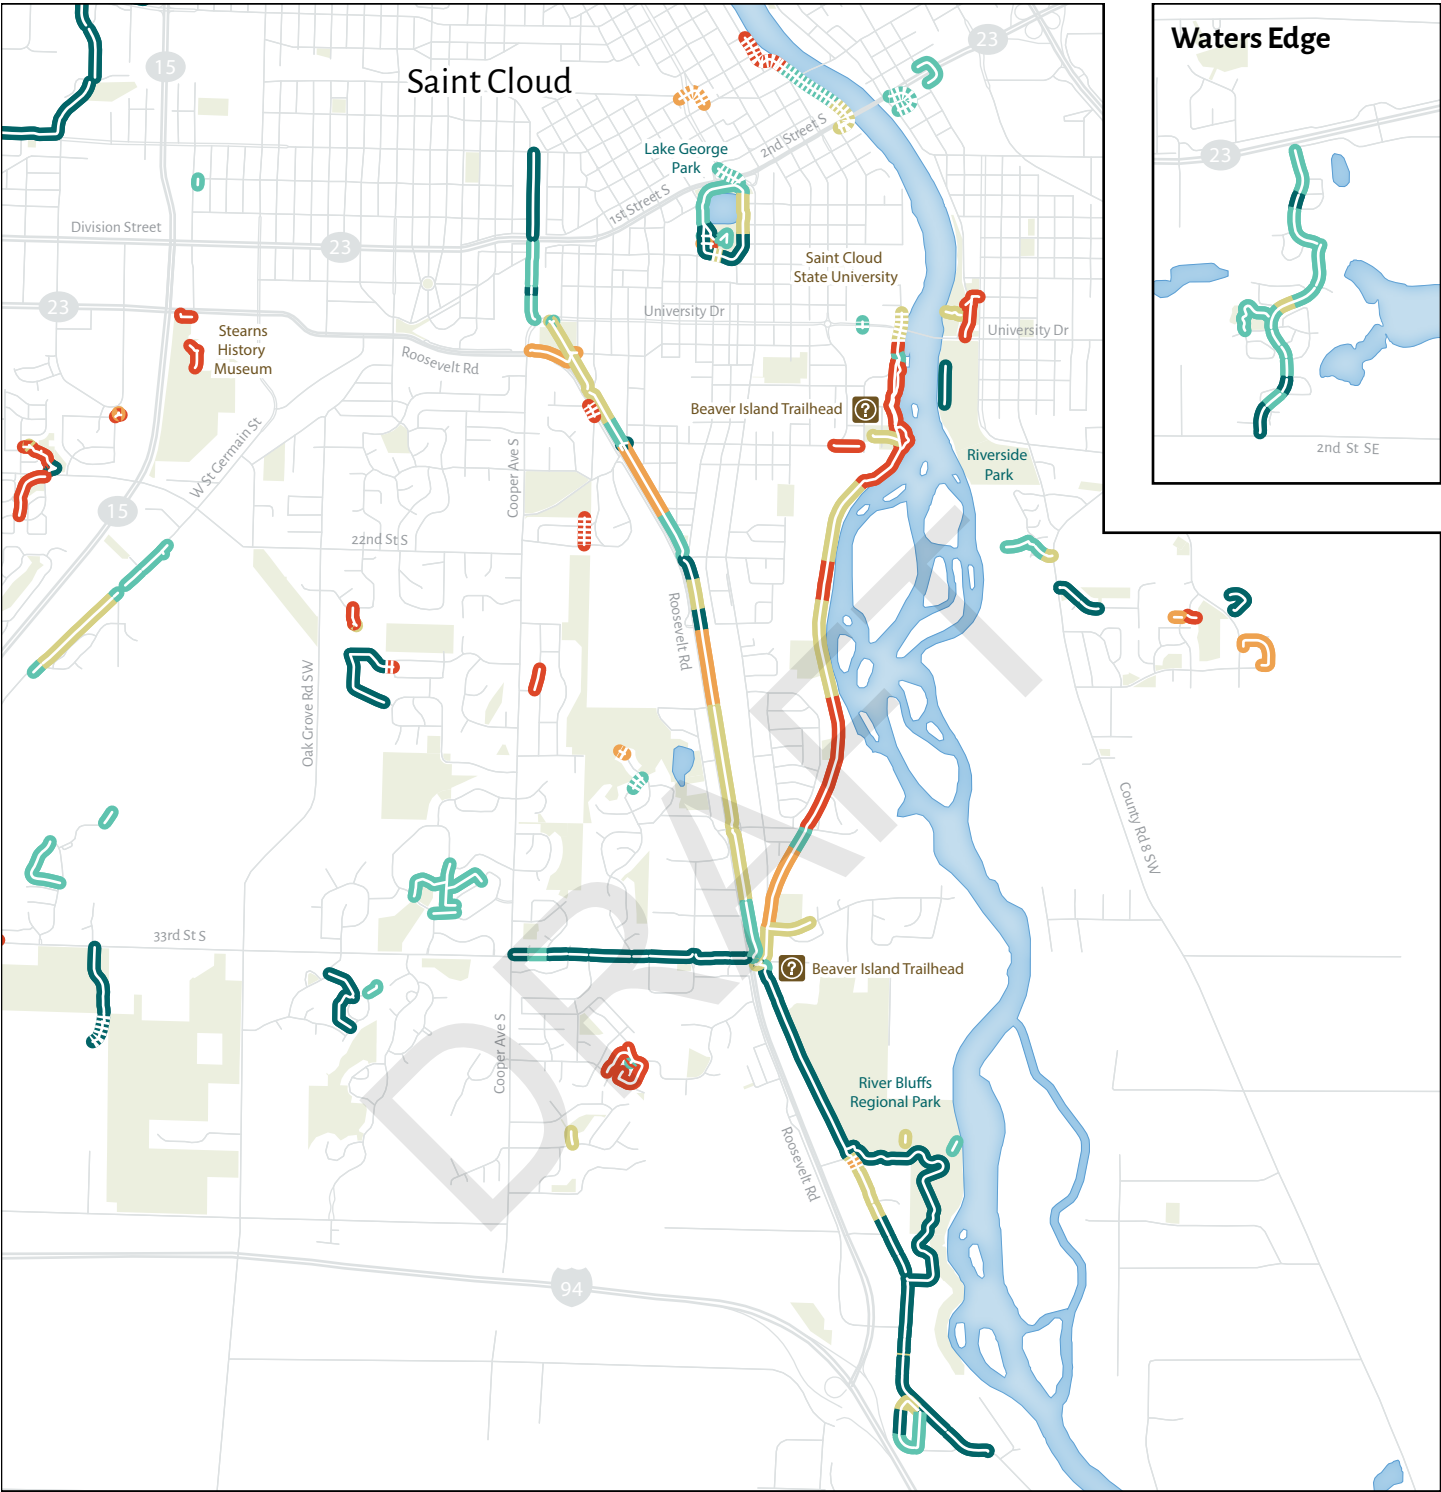 Waters Edge
23
15
Saint Cloud
23
2nd Street S
Lake George
Park
1st Street S
Division Street
23
Saint Cloud
State University
23
University Dr
University Dr
Stearns
History
Museum
Roosevelt Rd
Beaver Island Trailhead
?
W St Germain St
Cooper Ave S
Riverside
Park
2nd St SE
15
22nd St S
Roosevelt Rd
Oak Grove Rd SW
County Rd 8 SW
33rd St S
?
Beaver Island Trailhead
Cooper Ave S
River Bluffs
Regional Park
Roosevelt Rd
94
DRAFT